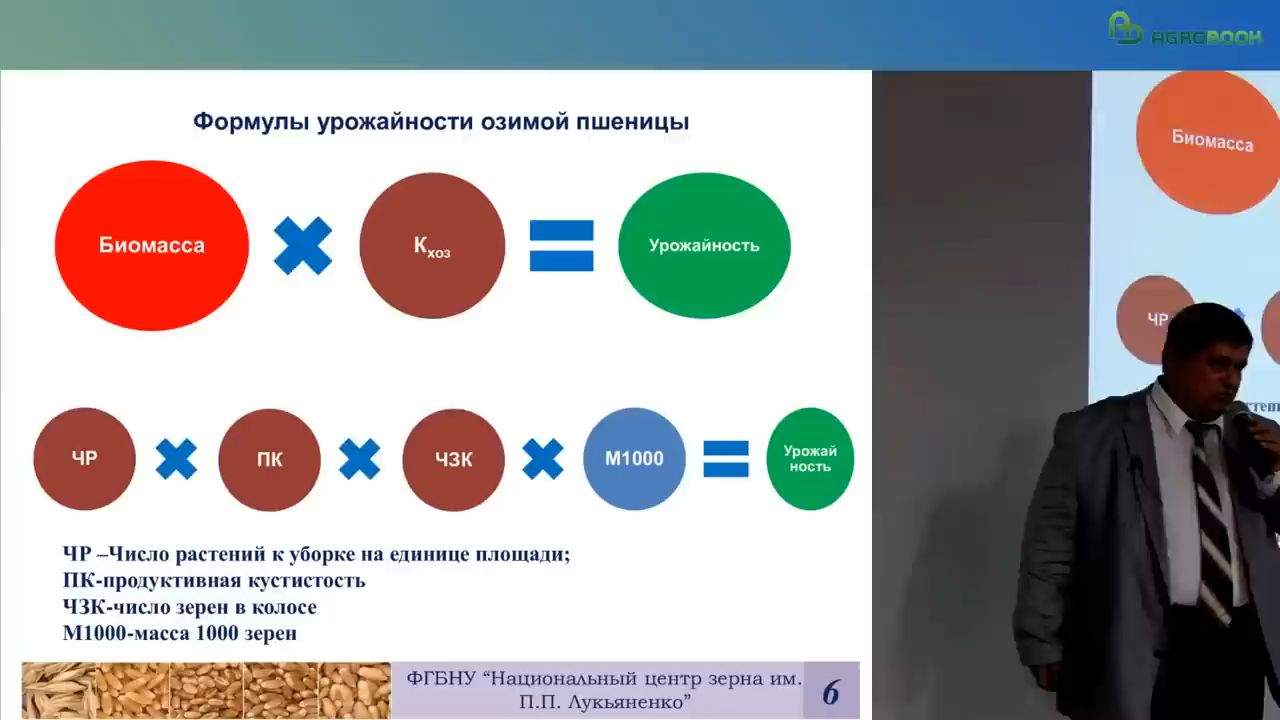 AGROBOOK
Формулы урожайности озимой пшеницы
Биомасса
Кхоз
Урожайность
ЧР
ПК
ЧЗК
М1000
Урожай
ность
ЧР –Число растений к уборке на единице площади;
ПК-продуктивная кустистость
ЧЗК-число зерен в колосе
М1000-масса 1000 зерен
ФГБНУ “Национальный центр зерна им.
П.П. Лукьяненко”
6
Биомасса
ЧР